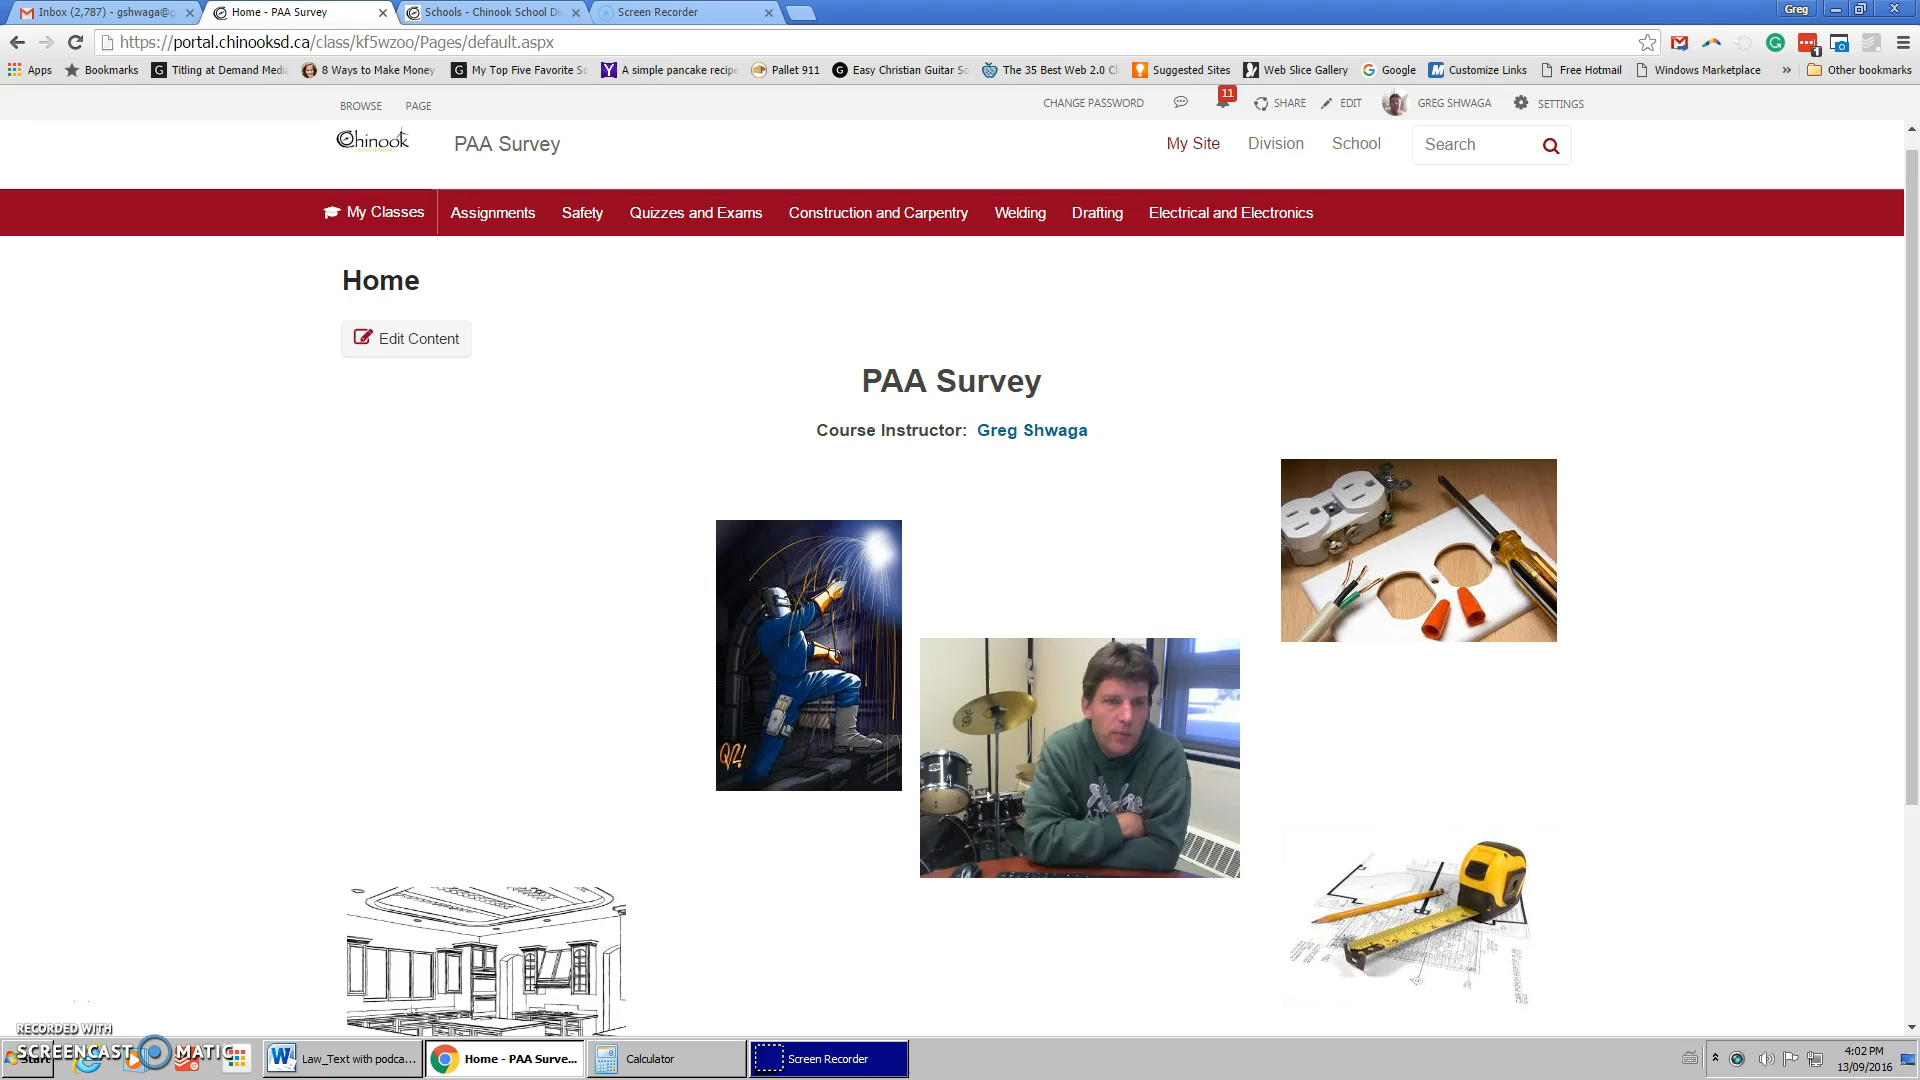 Inbox (2,787) - gshwaga@g
Home - PAA Survey
Schools - Chinook School Di
Screen Recorder
Greg
https://portal.chinooksd.ca/class/kf5wzoo/Pages/default.aspx
1
Apps
Bookmarks
Titling at Demand Medi
8 Ways to Make Money
My Top Five Favorite Sc
A simple pancake recipe
Pallet 911
Easy Christian Guitar So
The 35 Best Web 2.0 C
Suggested Sites
Web Slice Gallery
Google
Customize Links
Free Hotmail
Windows Marketplace
»
Other bookmarks
BROWSE
PAGE
CHANGE PASSWORD
11
SHARE
EDIT
GREG SHWAGA
SETTINGS
Chinook
PAA Survey
My Site
Division
School
Search
My Classes
Assignments
Safety
Quizzes and Exams
Construction and Carpentry
Welding
Drafting
Electrical and Electronics
Home
Edit Content
PAA Survey
Course Instructor: Greg Shwaga
RECORDED WITH
SCREENCAST MATIC
Start
Law_Text with podca...
Home - PAA Surve...
Calculator
Screen Recorder
4:02 PM
13/09/2016